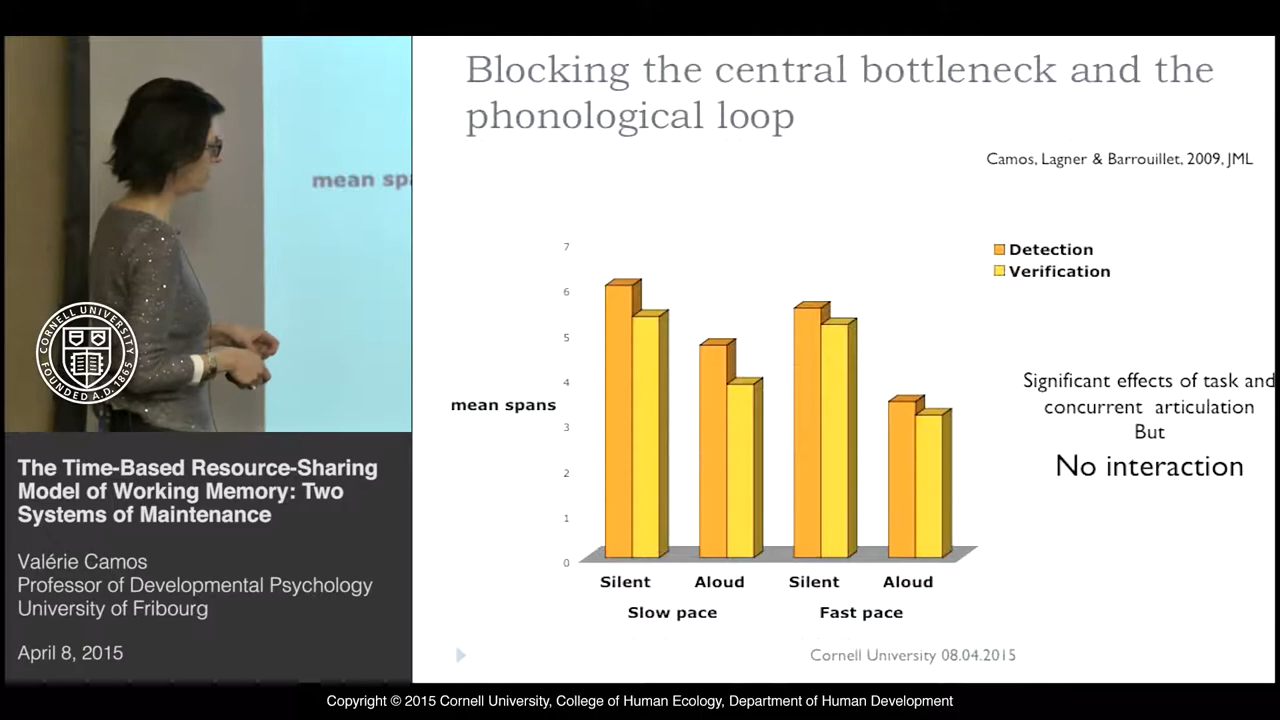 Blocking the central bottleneck and the
phonological loop
Camos, Lagner & Barrouillet, 2009, JML
mean spa
CORNELL UNIVERSITY
FOUNDED A.D. 1865
7
6
5
4
3
2
1
0
mean spans
Detection
Verification
Significant effects of task and
concurrent articulation
But
No interaction
Silent Aloud Silent Aloud
Slow pace Fast pace
Cornell University 08.04.2015
The Time-Based Resource-Sharing
Model of Working Memory: Two
Systems of Maintenance
Valérie Camos
Professor of Developmental Psychology
University of Fribourg
April 8, 2015
Copyright © 2015 Cornell University, College of Human Ecology, Department of Human Development